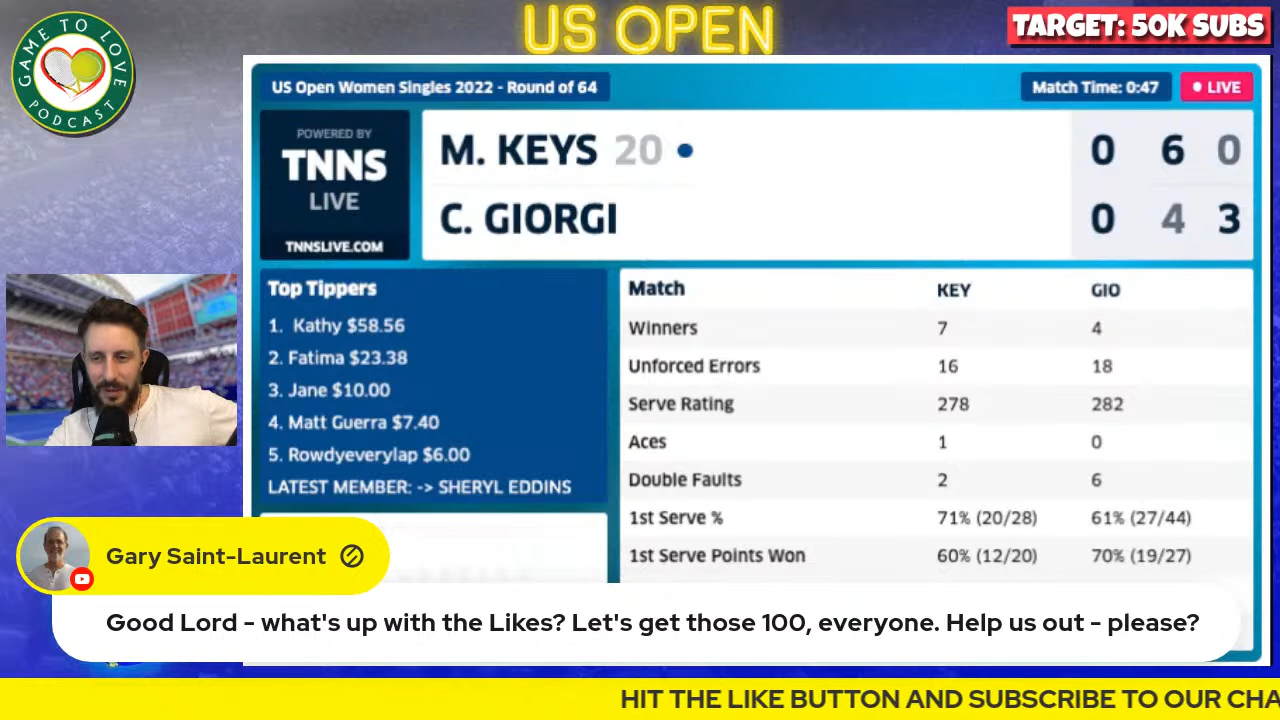 GAME TO LOVE
PODCAST
US OPEN
TARGET: 50K SUBS
US Open Women Singles 2022 - Round of 64
Match Time: 0:47
LIVE
POWERED BY
TNNS
LIVE
TNNSLIVE.COM
M. KEYS 20 0 6 0
C. GIORGI 0 4 3
Top Tippers
1. Kathy $58.56
2. Fatima $23.38
3. Jane $10.00
4. Matt Guerra $7.40
5. Rowdyeverylap $6.00
LATEST MEMBER: -> SHERYL EDDINS
Match KEY GIO
Winners 7 4
Unforced Errors 16 18
Serve Rating 278 282
Aces 1 0
Double Faults 2 6
1st Serve % 71% (20/28) 61% (27/44)
1st Serve Points Won 60% (12/20) 70% (19/27)
Gary Saint-Laurent
Good Lord - what's up with the Likes? Let's get those 100, everyone. Help us out - please?
HIT THE LIKE BUTTON AND SUBSCRIBE TO OUR CHA